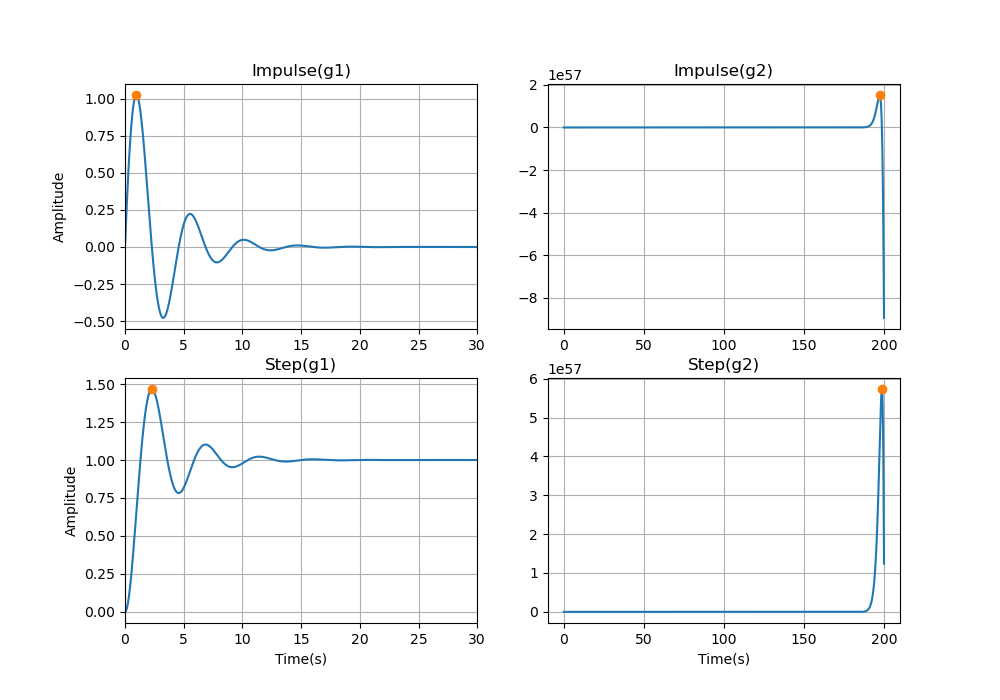 Impulse(g1)
Amplitude
1.00
0.75
0.50
0.25
0.00
−0.25
−0.50
0 5 10 15 20 25 30
Impulse(g2)
1e57
2
0
−2
−4
−6
−8
0 50 100 150 200
Step(g1)
Amplitude
1.50
1.25
1.00
0.75
0.50
0.25
0.00
0 5 10 15 20 25 30
Time(s)
Step(g2)
1e57
6
5
4
3
2
1
0
0 50 100 150 200
Time(s)